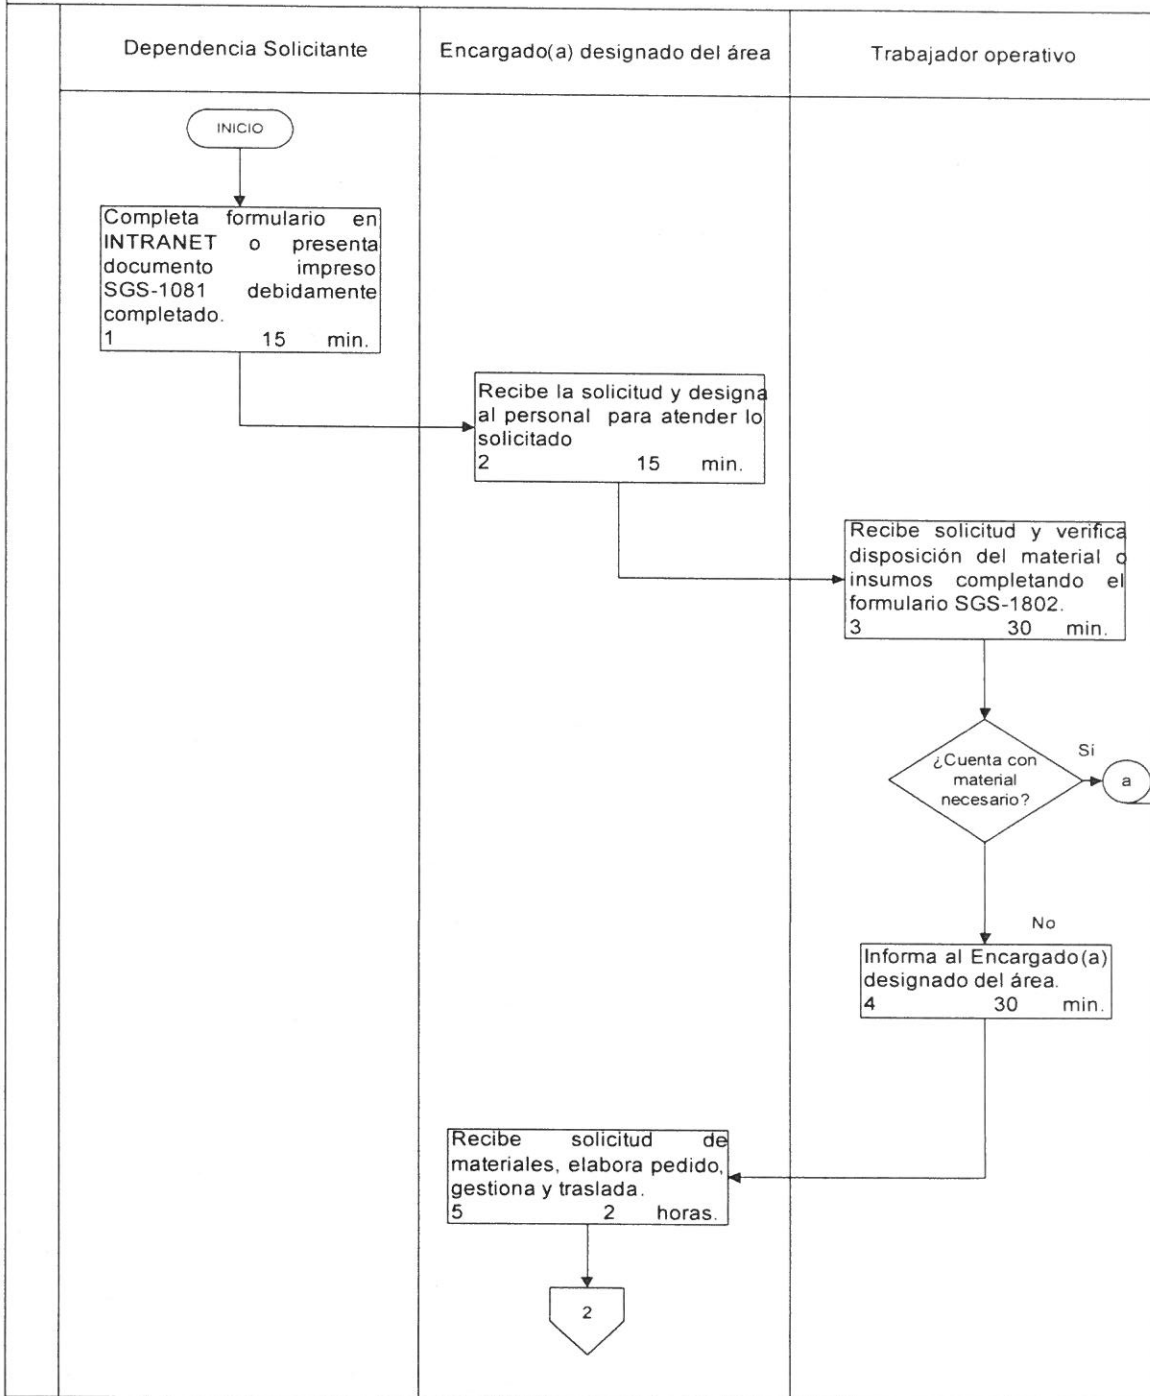 Dependencia Solicitante
Encargado(a) designado del área
Trabajador operativo
INICIO
Completa formulario en
INTRANET o presenta
documento impreso
SGS-1081 debidamente
completado.
1 15 min.
Recibe la solicitud y designa
al personal para atender lo
solicitado
2 15 min.
Recibe solicitud y verifica
disposición del material o
insumos completando el
formulario SGS-1802.
3 30 min.
¿Cuenta con
material
necesario?
Sí
a
No
Informa al Encargado(a)
designado del área.
4 30 min.
Recibe solicitud de
materiales, elabora pedido,
gestiona y traslada.
5 2 horas.
2